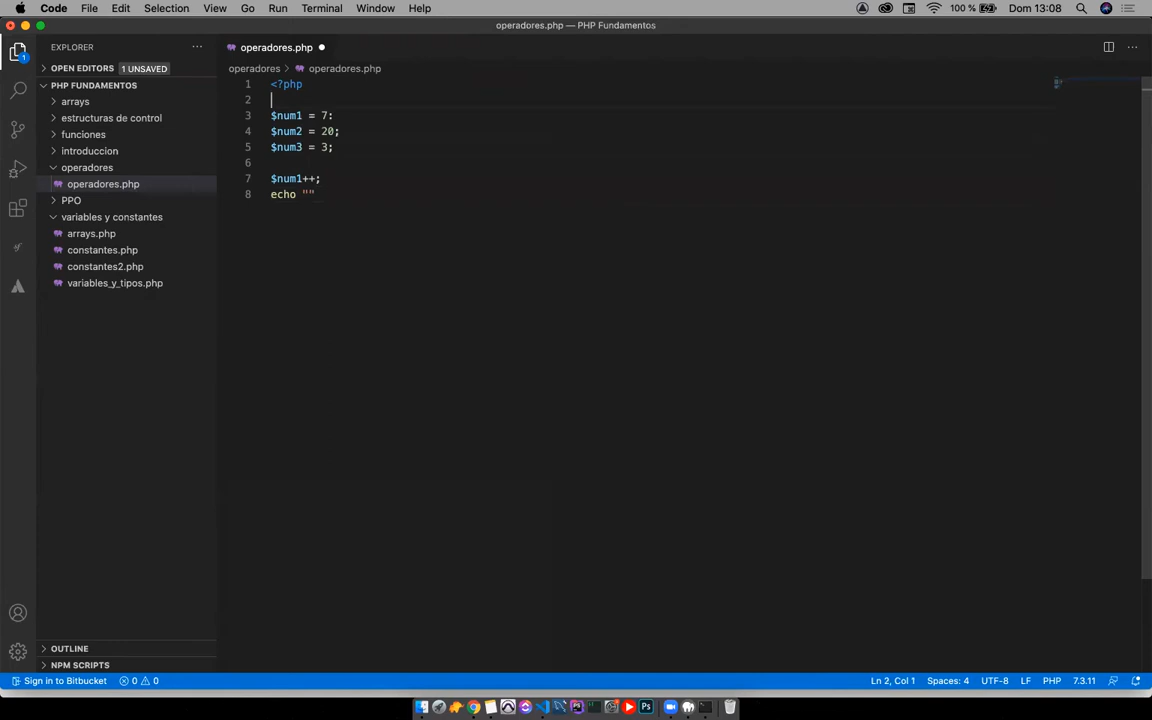 Code File Edit Selection View Go Run Terminal Window Help 100 % Dom 13:08
operadores.php — PHP Fundamentos
EXPLORER
operadores.php
OPEN EDITORS 1 UNSAVED
operadores operadores.php
PHP FUNDAMENTOS
arrays
estructuras de control
funciones
introduccion
operadores
operadores.php
PPO
variables y constantes
arrays.php
constantes.php
constantes2.php
variables_y_tipos.php
OUTLINE
NPM SCRIPTS
1 <?php
2
3 $num1 = 7:
4 $num2 = 20;
5 $num3 = 3;
6
7 $num1++;
8 echo ""
1
Sign in to Bitbucket 0 0 Ln 2, Col 1 Spaces: 4 UTF-8 LF PHP 7.3.11
Ps